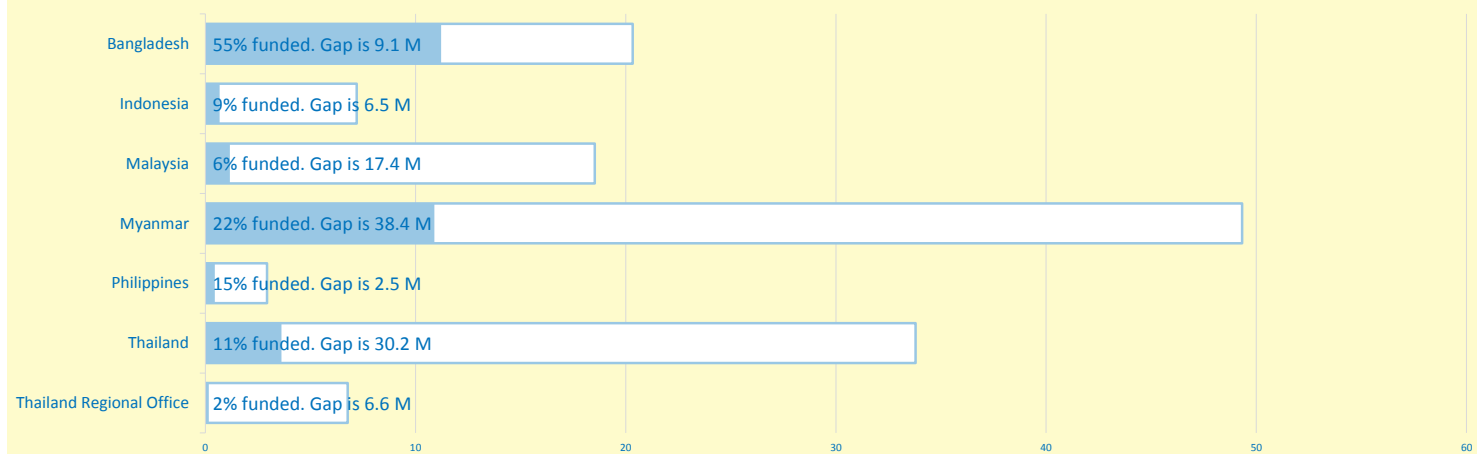 Bangladesh 55% funded. Gap is 9.1 M
Indonesia 9% funded. Gap is 6.5 M
Malaysia 6% funded. Gap is 17.4 M
Myanmar 22% funded. Gap is 38.4 M
Philippines 15% funded. Gap is 2.5 M
Thailand 11% funded. Gap is 30.2 M
Thailand Regional Office 2% funded. Gap is 6.6 M
0 10 20 30 40 50 60